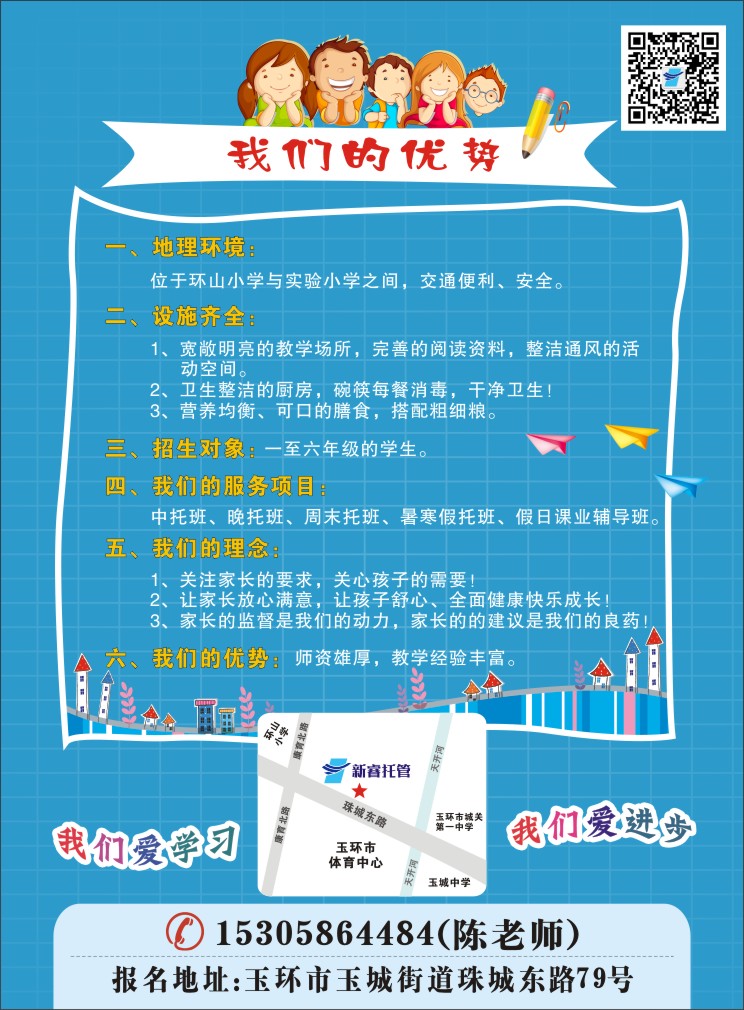 我们的优势
一、地理环境：
位于环山小学与实验小学之间，交通便利、安全。
二、设施齐全：
1、宽敞明亮的教学场所，完善的阅读资料，整洁通风的活
动空间。
2、卫生整洁的厨房，碗筷每餐消毒，干净卫生！
3、营养均衡、可口的膳食，搭配粗细粮。
三、招生对象：一至六年级的学生。
四、我们的服务项目：
中托班、晚托班、周末托班、暑寒假托班、假日课业辅导班。
五、我们的理念：
1、关注家长的要求，关心孩子的需要！
2、让家长放心满意，让孩子舒心、全面健康快乐成长！
3、家长的监督是我们的动力，家长的的建议是我们的良药！
六、我们的优势：师资雄厚，教学经验丰富。
环山
小学
康育北路
天开河
新睿托管
珠城东路
康育北路
玉环市城关
第一中学
玉环市
体育中心
天开河
玉城中学
我们爱学习
我们爱进步
15305864484(陈老师)
报名地址:玉环市玉城街道珠城东路79号